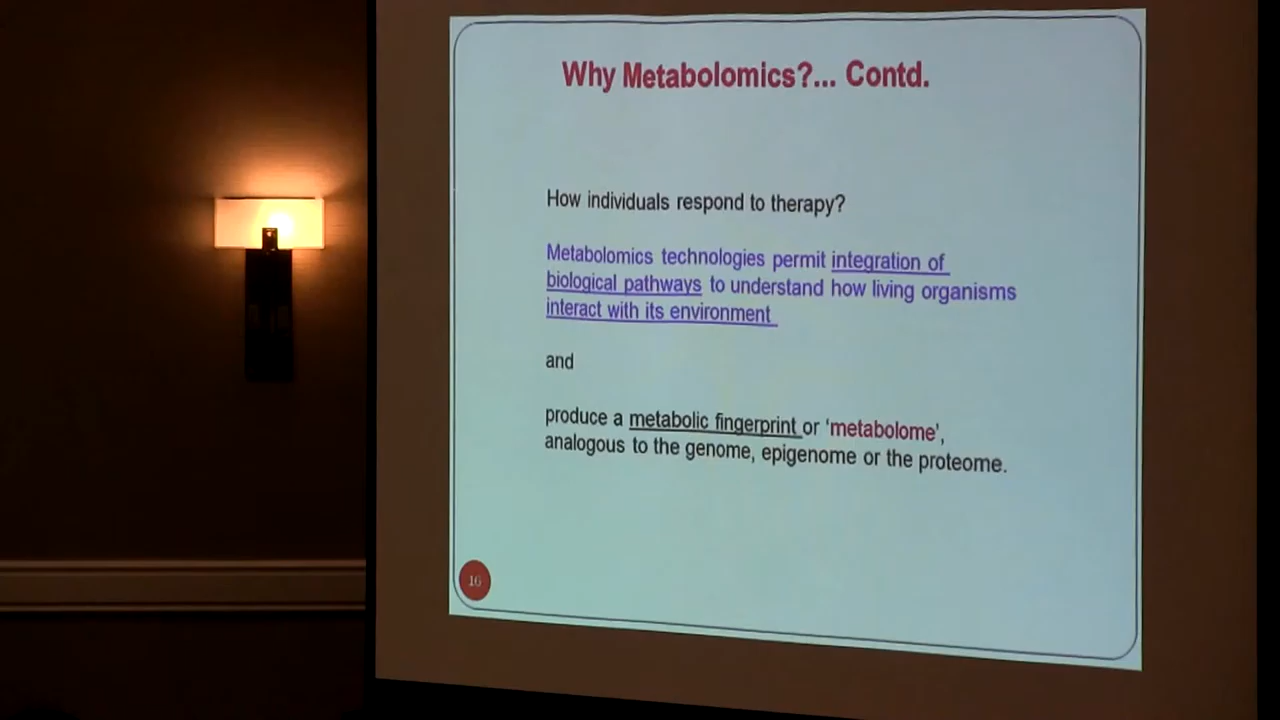 Why Metabolomics?... Contd.
How individuals respond to therapy?
Metabolomics technologies permit integration of
biological pathways to understand how living organisms
interact with its environment
and
produce a metabolic fingerprint or ‘metabolome’,
analogous to the genome, epigenome or the proteome.
16